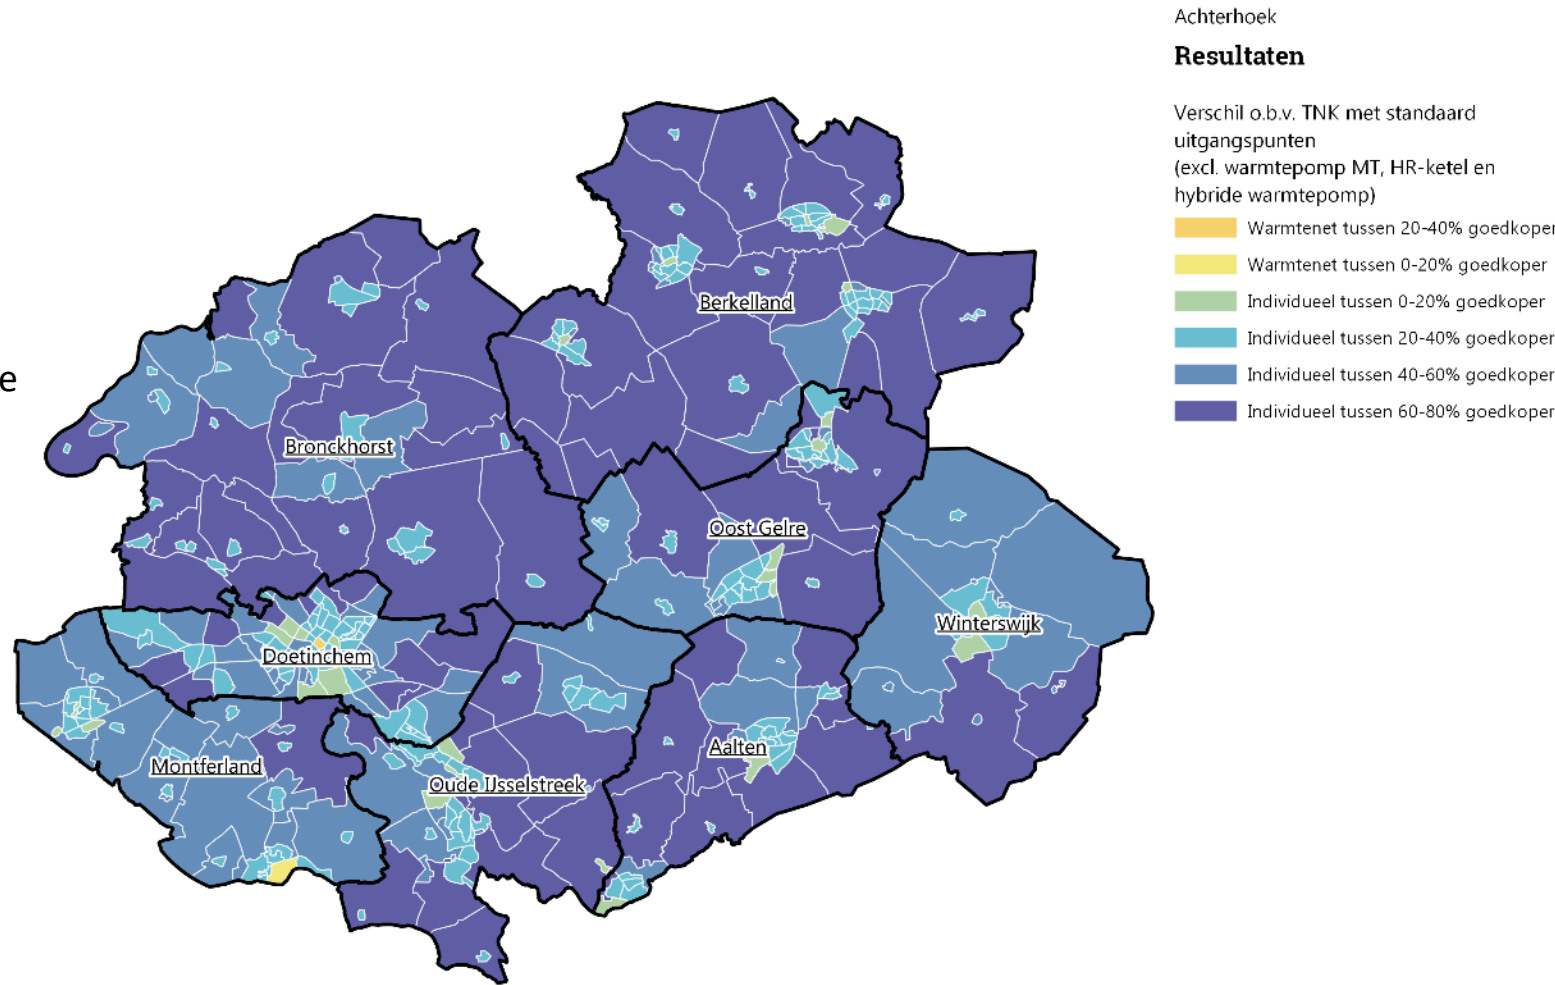 Achterhoek
Resultaten
Verschil o.b.v. TNK met standaard
uitgangspunten
(excl. warmtepomp MT, HR-ketel en
hybride warmtepomp)
Warmtenet tussen 20-40% goedkoper
Warmtenet tussen 0-20% goedkoper
Individueel tussen 0-20% goedkoper
Individueel tussen 20-40% goedkoper
Individueel tussen 40-60% goedkoper
Individueel tussen 60-80% goedkoper
e
Berkelland
Bronckhorst
Oost Gelre
Winterswijk
Doetinchem
Aalten
Montferland
Oude IJsselstreek